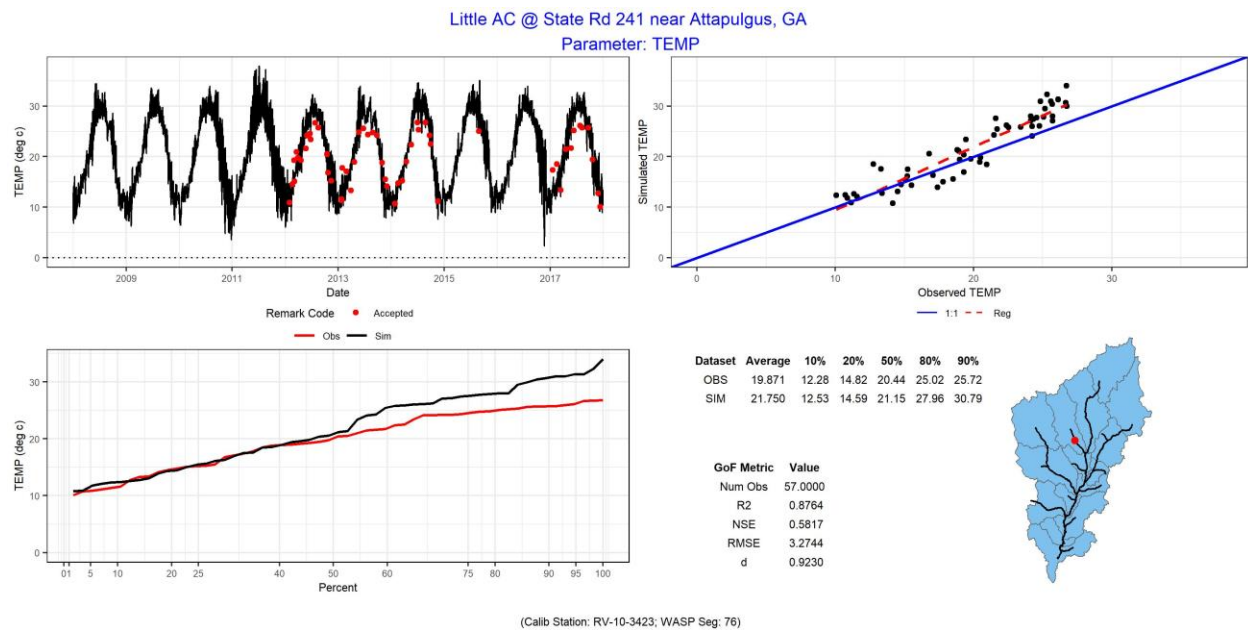 Little AC @ State Rd 241 near Attapulgus, GA
Parameter: TEMP
TEMP (deg c)
30
20
10
0
2009
2011
2013
2015
2017
Date
Remark Code
Accepted
Simulated TEMP
30
20
10
0
0
10
20
30
Observed TEMP
1:1
Reg
Obs
Sim
TEMP (deg c)
30
20
10
0
0
1
5
10
20
25
40
50
60
75
80
90
95
100
Percent
Dataset Average 10% 20% 50% 80% 90%
OBS 19.871 12.28 14.82 20.44 25.02 25.72
SIM 21.750 12.53 14.59 21.15 27.96 30.79
GoF Metric Value
Num Obs 57.0000
R2 0.8764
NSE 0.5817
RMSE 3.2744
d 0.9230
(Calib Station: RV-10-3423; WASP Seg: 76)